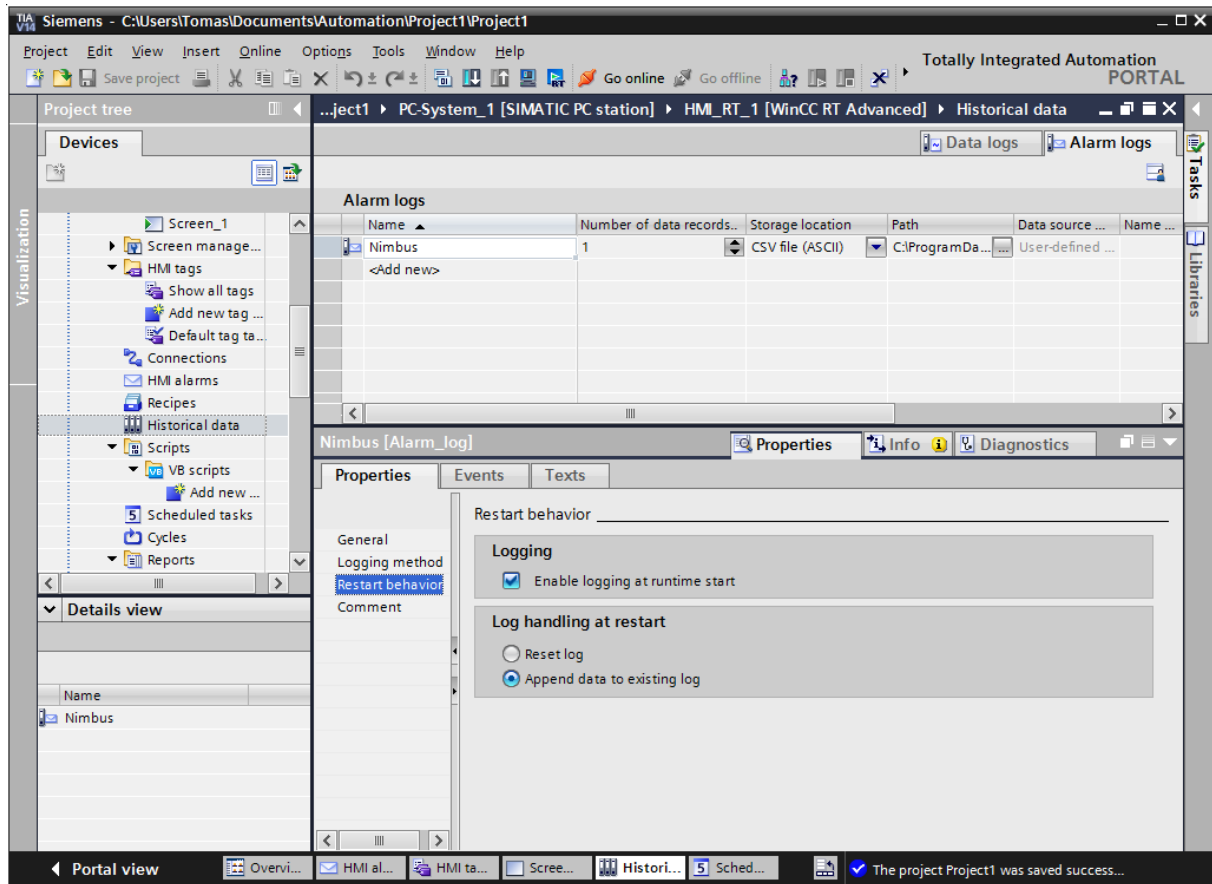 TIA V14 Siemens - C:\Users\Tomas\Documents\Automation\Project1\Project1
Project Edit View Insert Online Options Tools Window Help
Totally Integrated Automation
PORTAL
Save project Go online Go offline
Project tree
Devices
Visualization
Screen_1
Screen manage...
HMI tags
Show all tags
Add new tag ...
Default tag ta...
Connections
HMI alarms
Recipes
Historical data
Scripts
VB scripts
Add new ...
Scheduled tasks
Cycles
Reports
Details view
Name
Nimbus
...ject1 PC-System_1 [SIMATIC PC station] HMI_RT_1 [WinCC RT Advanced] Historical data
Data logs Alarm logs
Alarm logs
Name Number of data records.. Storage location Path Data source ... Name ...
Nimbus 1 CSV file (ASCII) C:\ProgramDa... ... User-defined ...
<Add new>
Nimbus [Alarm_log]
Properties Info Diagnostics
Properties Events Texts
General
Logging method
Restart behavior
Comment
Restart behavior
Logging
Enable logging at runtime start
Log handling at restart
Reset log
Append data to existing log
Tasks
Libraries
Portal view Overvi... HMI al... HMI ta... Scree... Histori... Sched... The project Project1 was saved success...